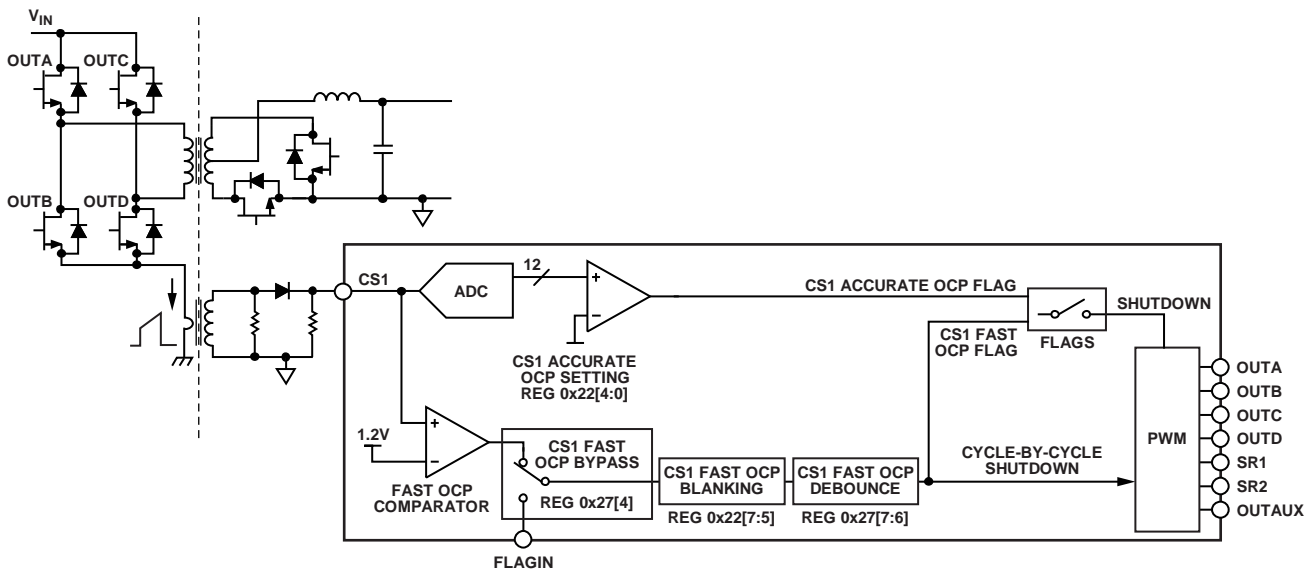 VIN
OUTA
OUTC
OUTB
OUTD
CS1
ADC
12
+
−
CS1 ACCURATE
OCP SETTING
REG 0x22[4:0]
CS1 ACCURATE OCP FLAG
CS1 FAST
OCP FLAG
FLAGS
SHUTDOWN
1.2V
+
−
FAST OCP
COMPARATOR
CS1 FAST
OCP BYPASS
REG 0x27[4]
FLAGIN
CS1 FAST OCP
BLANKING
REG 0x22[7:5]
CS1 FAST OCP
DEBOUNCE
REG 0x27[7:6]
CYCLE-BY-CYCLE
SHUTDOWN
PWM
OUTA
OUTB
OUTC
OUTD
SR1
SR2
OUTAUX